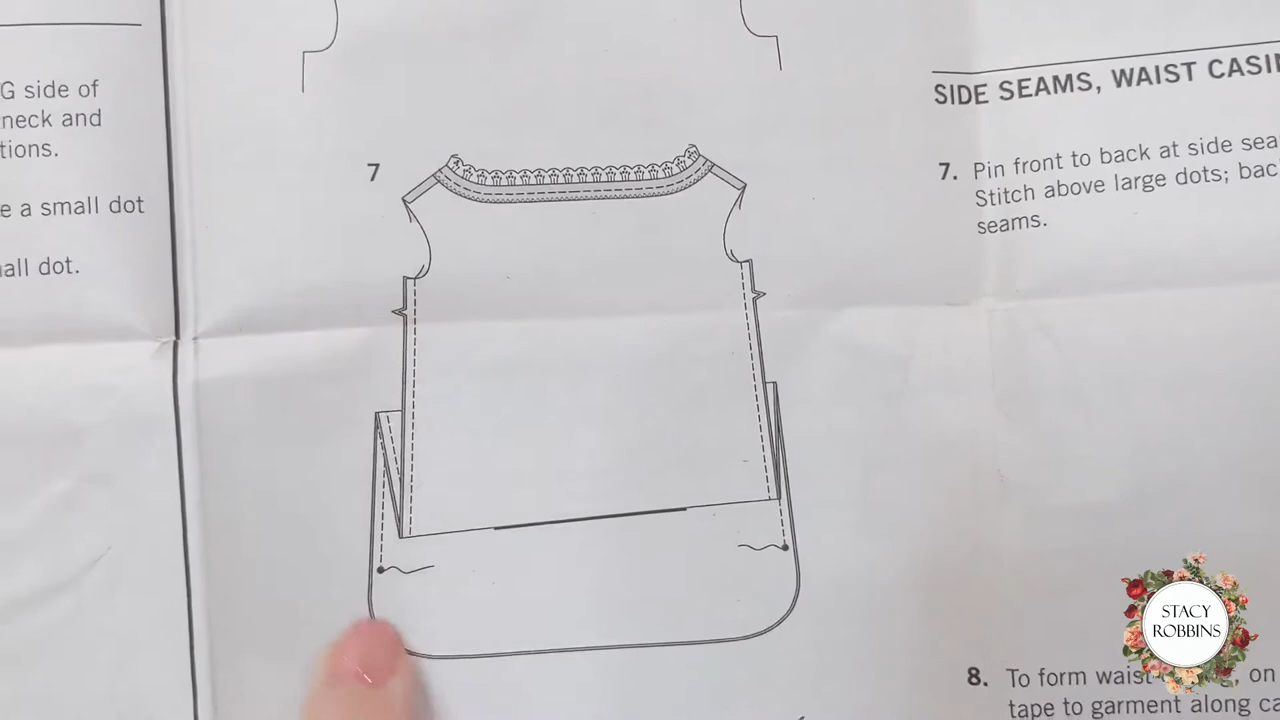 G side of
neck and
tions.
e a small dot
all dot.
7
SIDE SEAMS, WAIST CASIN
7. Pin front to back at side sea
Stitch above large dots; bac
seams.
8. To form waist on
tape to garment along ca
STACY
ROBBINS